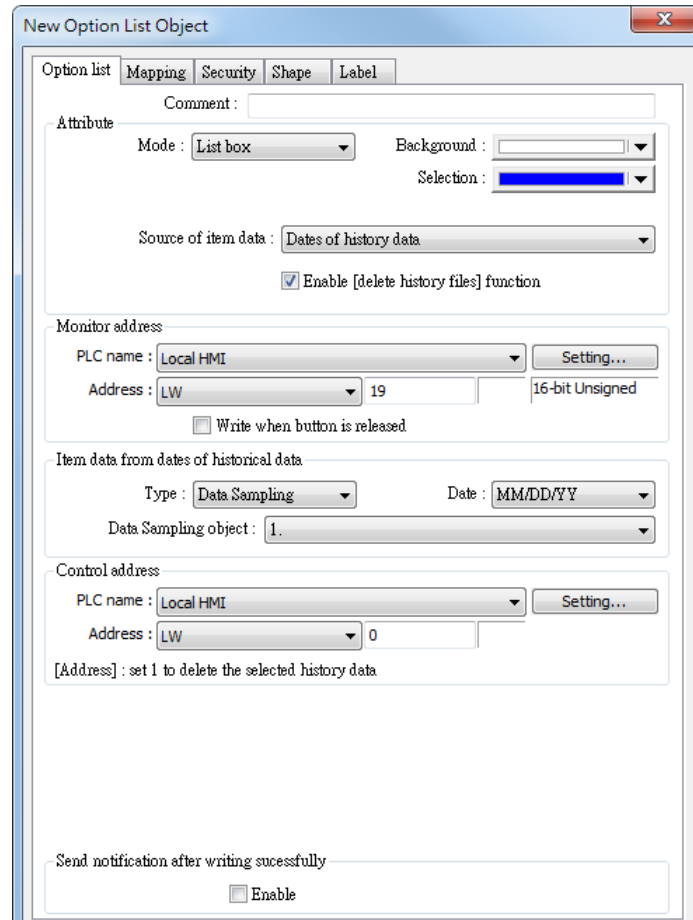 New Option List Object
Option list Mapping Security Shape Label
Comment :
Attribute
Mode : List box Background :
Selection :
Source of item data : Dates of history data
Enable [delete history files] function
Monitor address
PLC name : Local HMI Setting...
Address : LW 19 16-bit Unsigned
Write when button is released
Item data from dates of historical data
Type : Data Sampling Date : MM/DD/YY
Data Sampling object : 1.
Control address
PLC name : Local HMI Setting...
Address : LW 0
[Address] : set 1 to delete the selected history data
Send notification after writing sucessfully
Enable